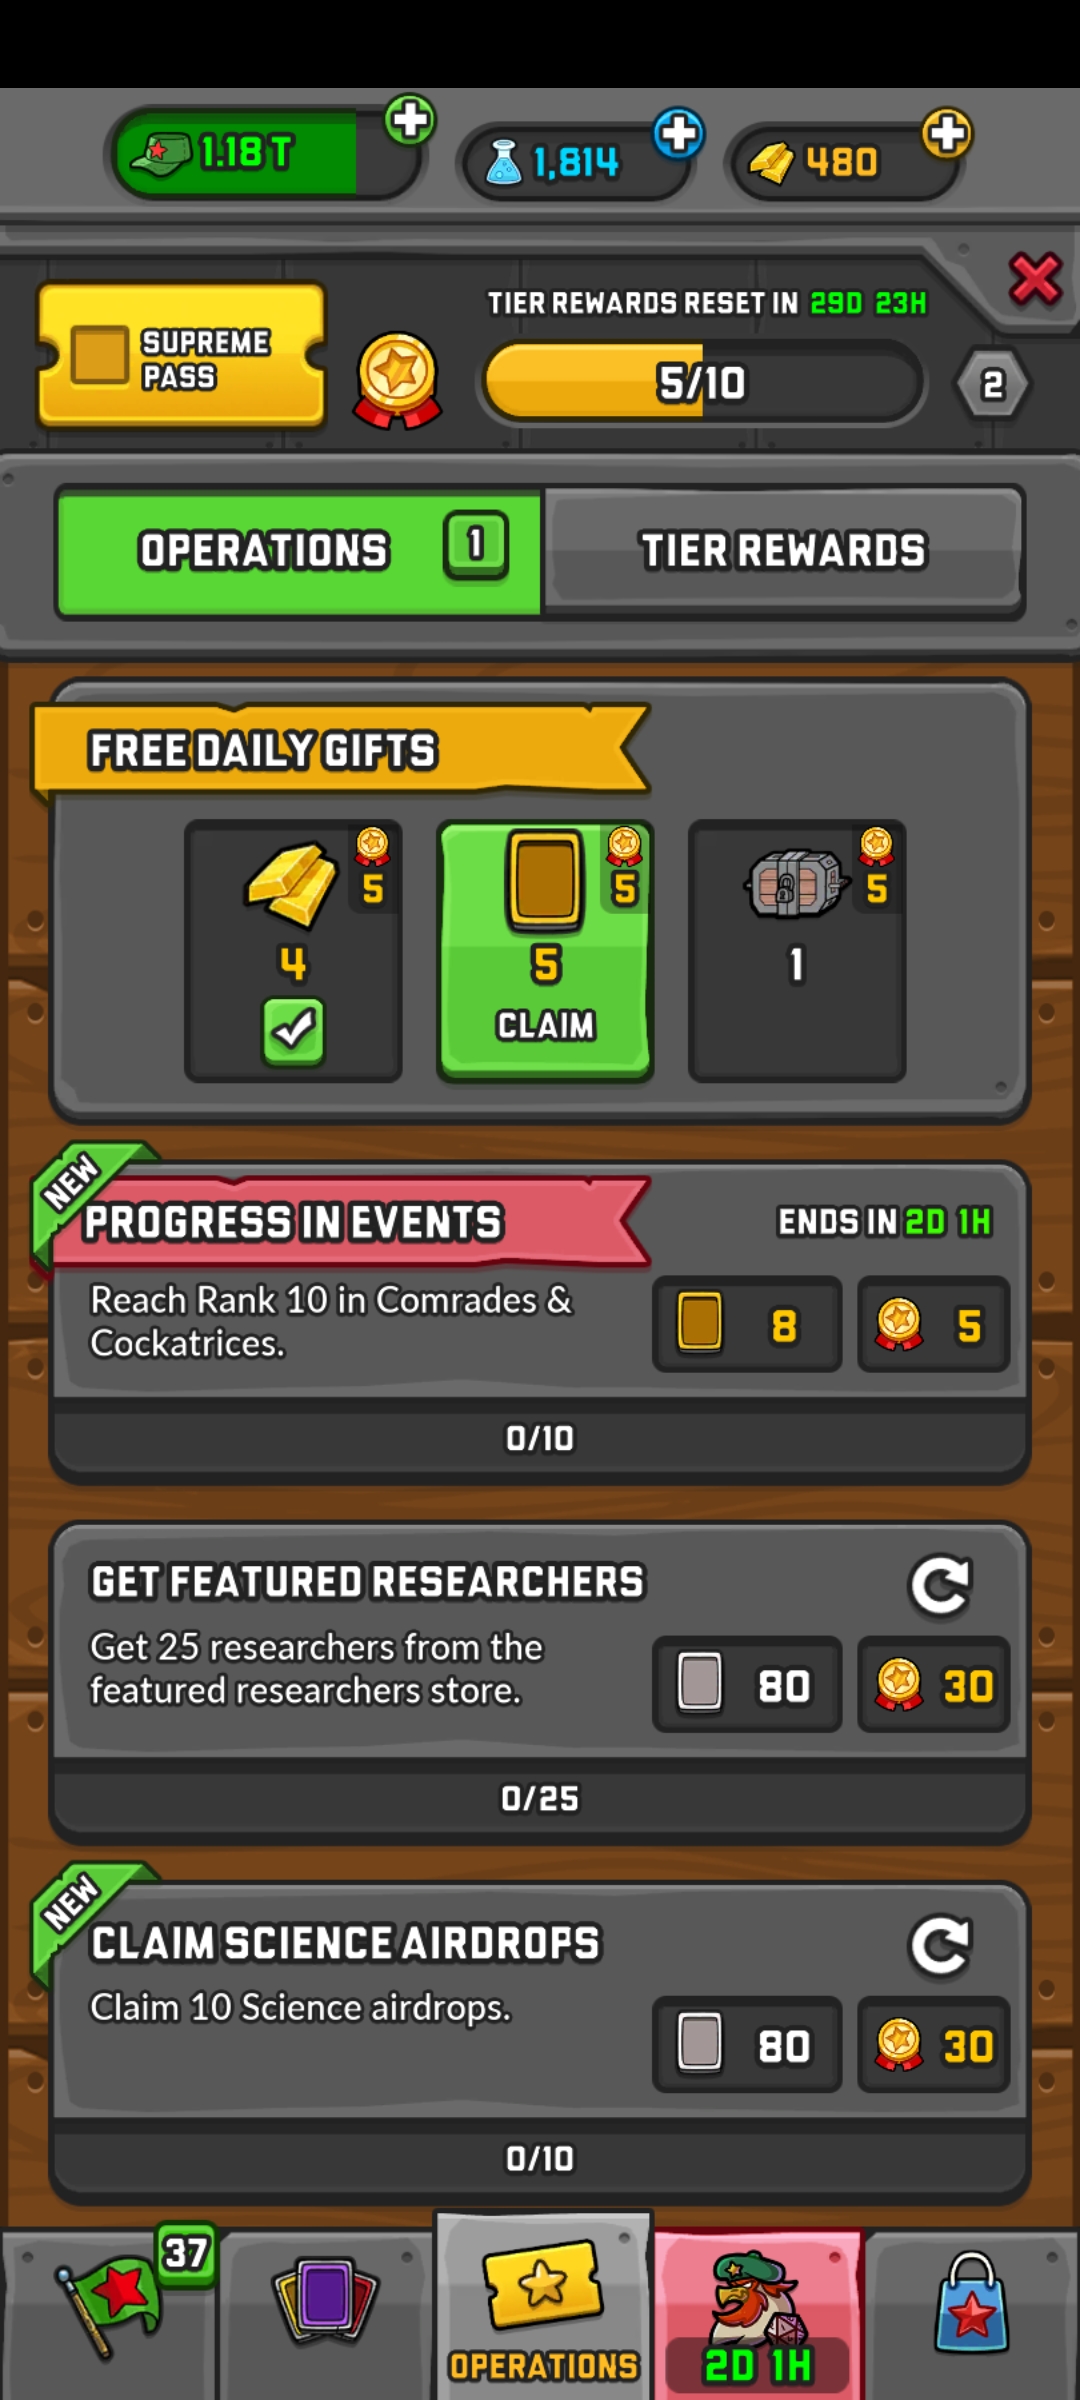 1.18 T
1,814
480
SUPREME
PASS
TIER REWARDS RESET IN 29D 23H
5/10
2
OPERATIONS 1
TIER REWARDS
FREE DAILY GIFTS
5 5 5
4 5 1
CLAIM
NEW
PROGRESS IN EVENTS
ENDS IN 2D 1H
Reach Rank 10 in Comrades &
Cockatrices.
8 5
0/10
GET FEATURED RESEARCHERS
Get 25 researchers from the
featured researchers store.
80 30
0/25
NEW
CLAIM SCIENCE AIRDROPS
Claim 10 Science airdrops.
80 30
0/10
37
OPERATIONS
2D 1H